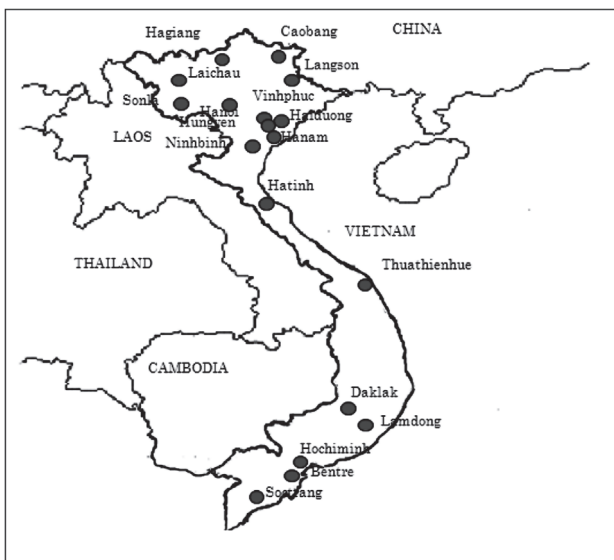 Hagiang
Caobang
CHINA
Laichau
Langson
Sonla
Hanoi
Vinhphuc
Hungyen
Haiduong
LAOS
Ninhbinh
Hanam
Hatinh
VIETNAM
THAILAND
Thuathienhue
CAMBODIA
Daklak
Lamdong
Hochiminh
Bentre
Soctrang